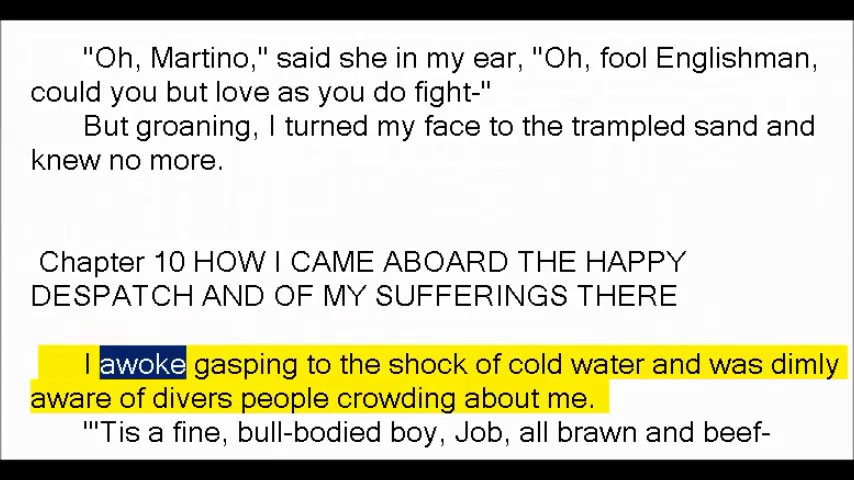 "Oh, Martino," said she in my ear, "Oh, fool Englishman,
could you but love as you do fight-"
But groaning, I turned my face to the trampled sand and
knew no more.
Chapter 10 HOW I CAME ABOARD THE HAPPY
DESPATCH AND OF MY SUFFERINGS THERE
I awoke gasping to the shock of cold water and was dimly
aware of divers people crowding about me.
"'Tis a fine, bull-bodied boy, Job, all brawn and beef-